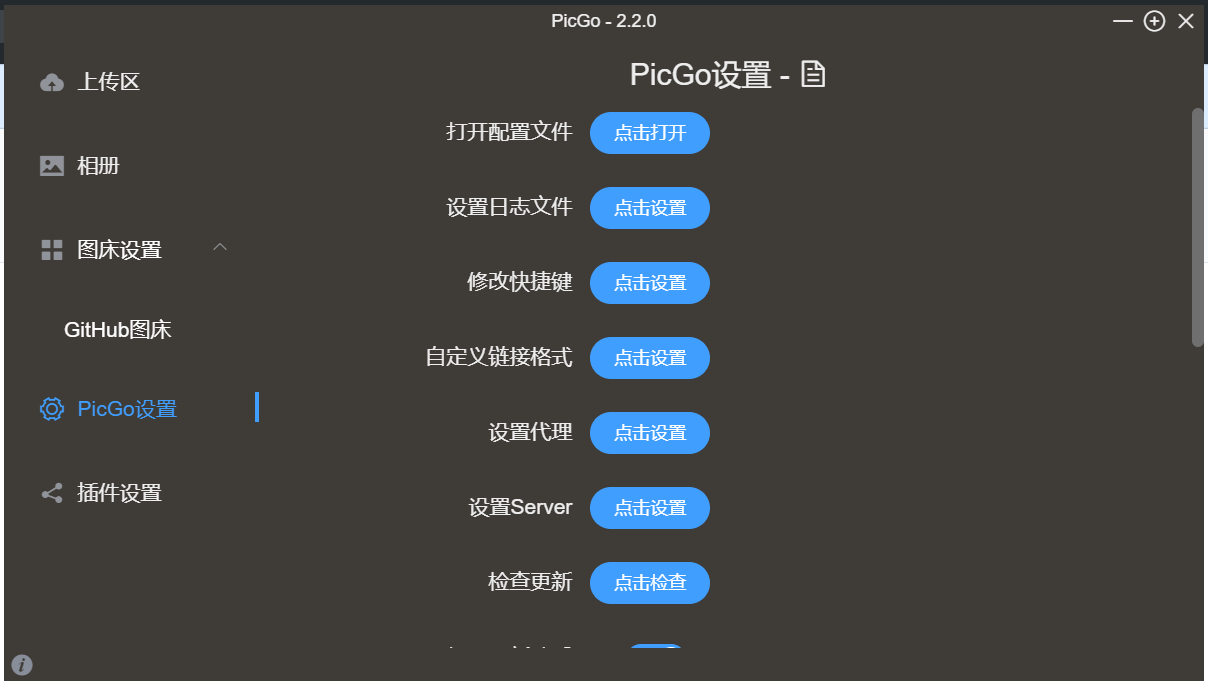 PicGo - 2.2.0
上传区
相册
图床设置
GitHub图床
PicGo设置
插件设置
PicGo设置 -
打开配置文件 点击打开
设置日志文件 点击设置
修改快捷键 点击设置
自定义链接格式 点击设置
设置代理 点击设置
设置Server 点击设置
检查更新 点击检查